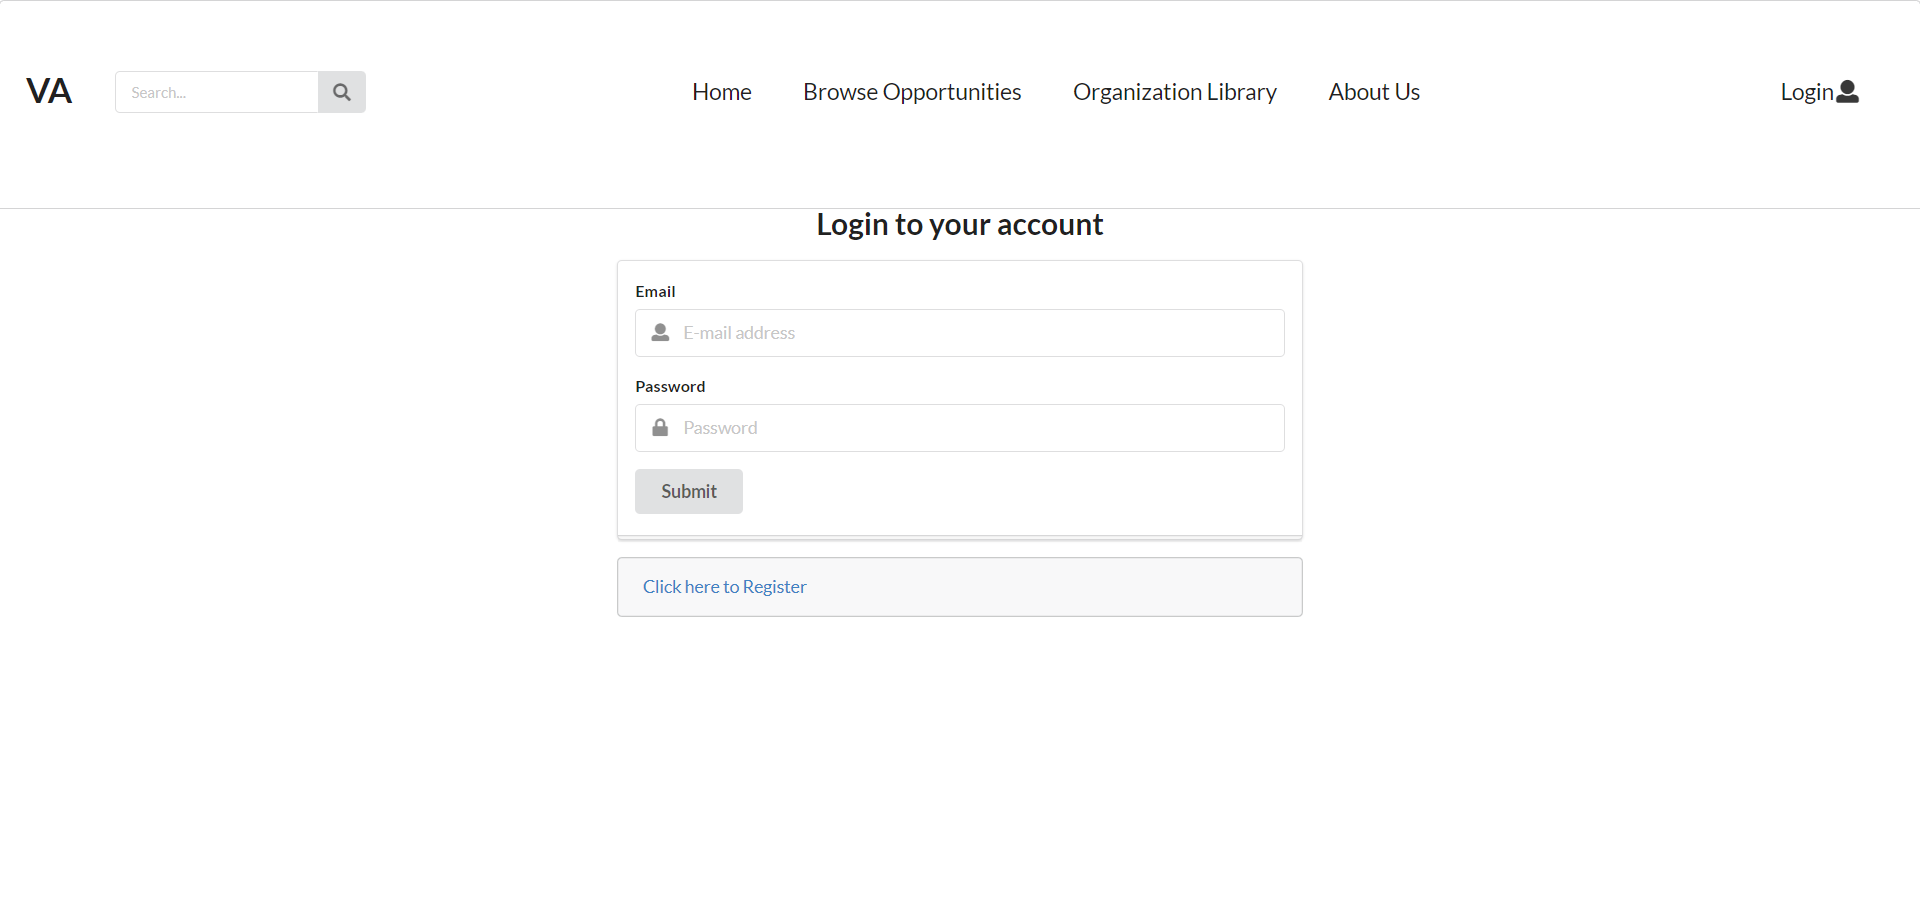 VA
Search...
Home
Browse Opportunities
Organization Library
About Us
Login
Login to your account
Email
E-mail address
Password
Password
Submit
Click here to Register